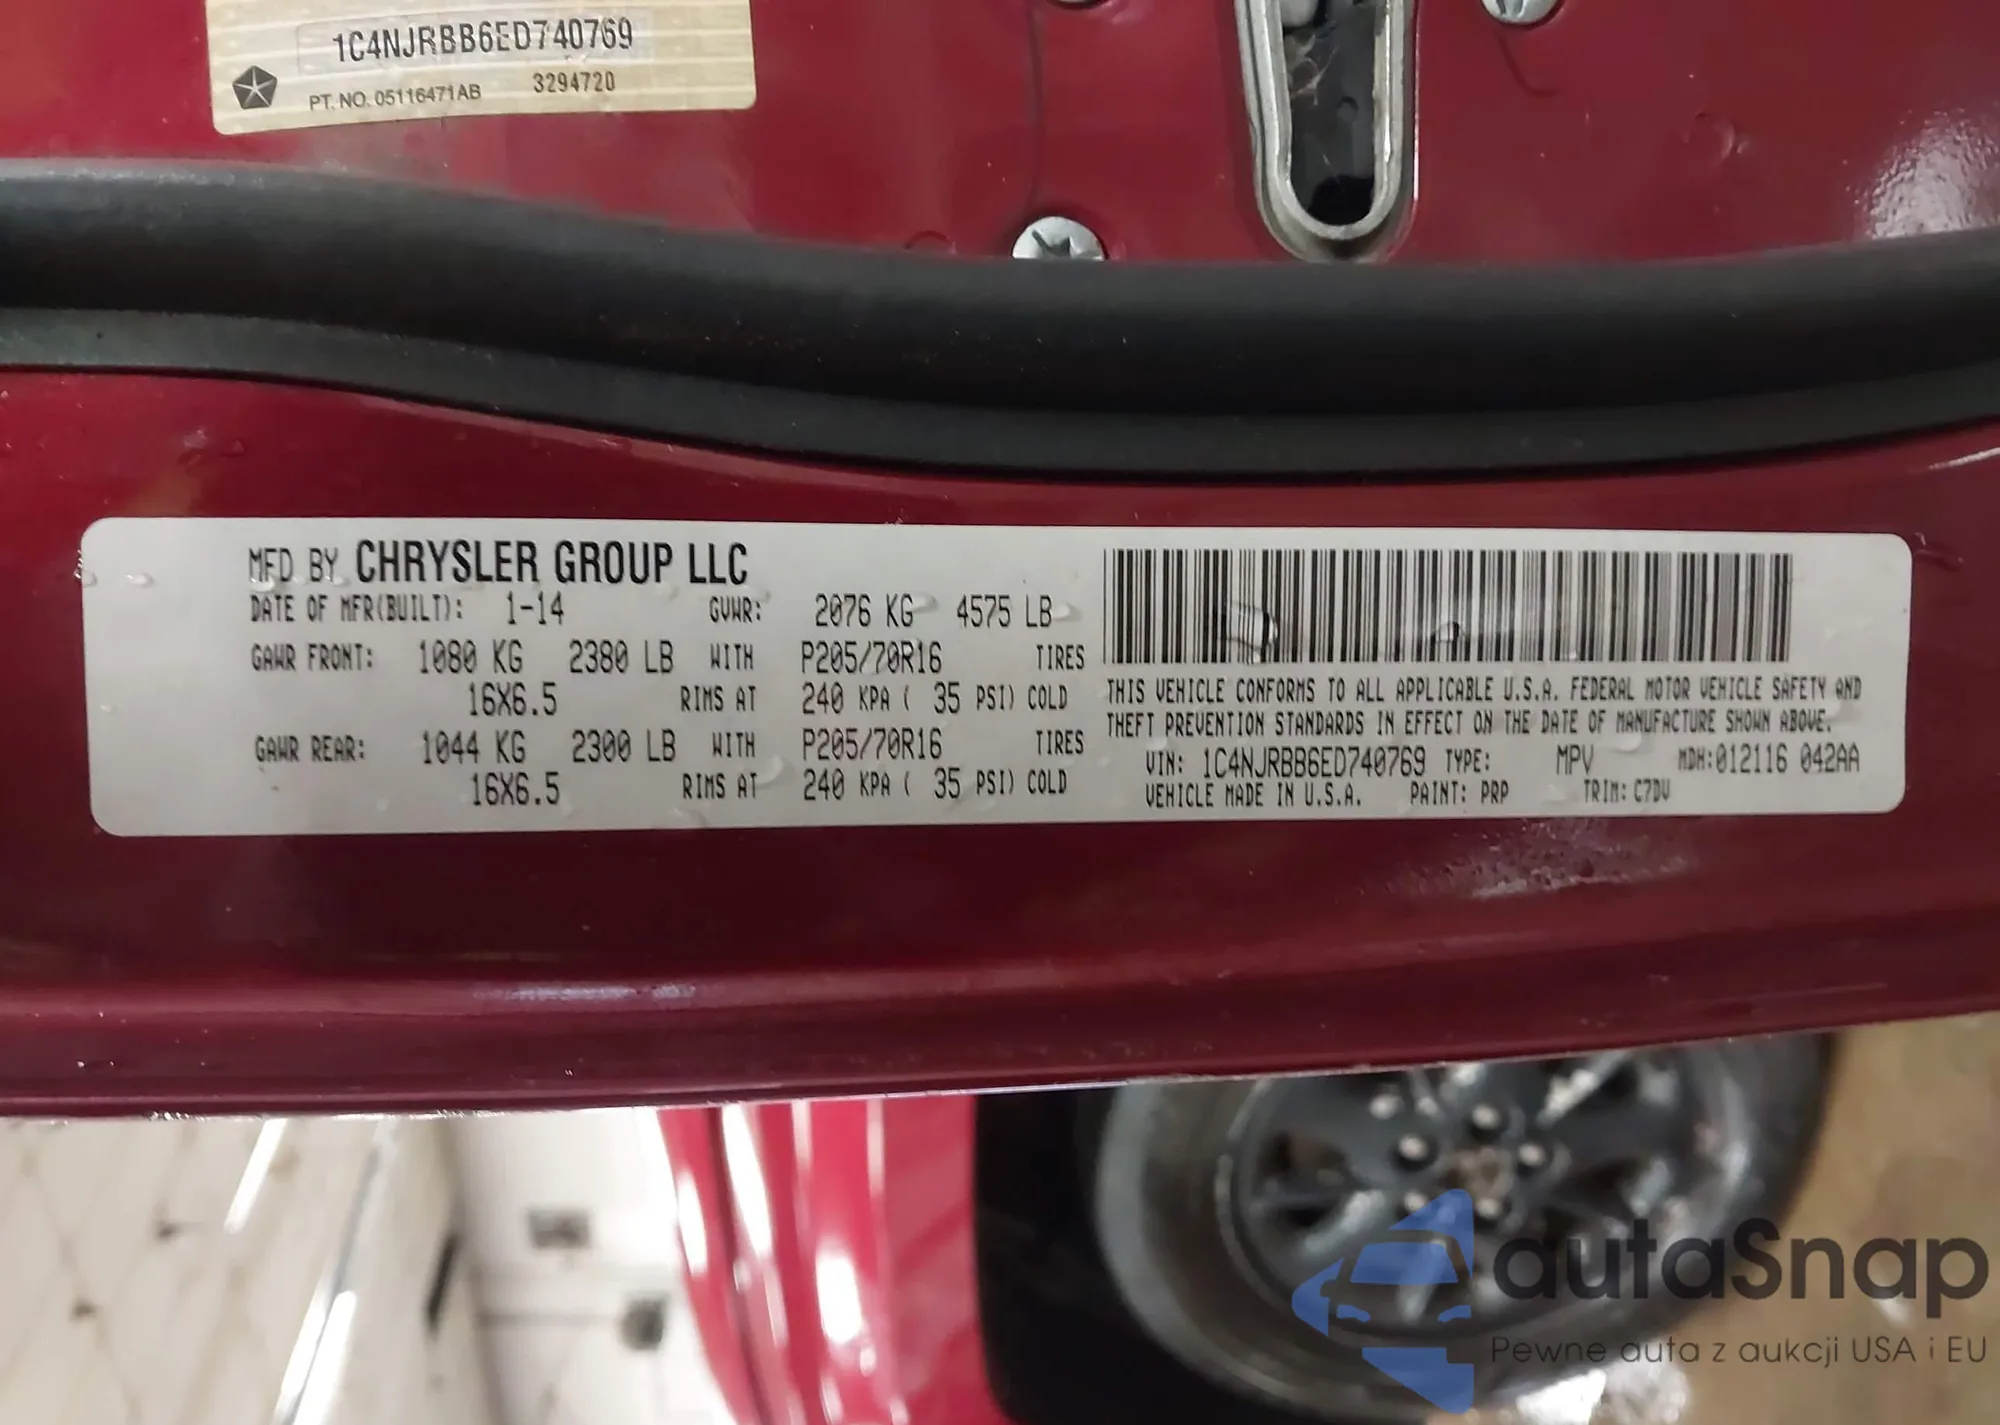 1C4NJRBB6ED740769
PT. NO. 05116471AB 3294720
MFD BY CHRYSLER GROUP LLC
DATE OF MFR(BUILT): 1-14 GVWR: 2076 KG 4575 LB
GAWR FRONT: 1080 KG 2380 LB WITH P205/70R16 TIRES
16X6.5 RIMS AT 240 KPA ( 35 PSI) COLD
GAWR REAR: 1044 KG 2300 LB WITH P205/70R16 TIRES
16X6.5 RIMS AT 240 KPA ( 35 PSI) COLD
THIS VEHICLE CONFORMS TO ALL APPLICABLE U.S.A. FEDERAL MOTOR VEHICLE SAFETY AND
THEFT PREVENTION STANDARDS IN EFFECT ON THE DATE OF MANUFACTURE SHOWN ABOVE.
VIN: 1C4NJRBB6ED740769 TYPE: MPV MDH:012116 042AA
VEHICLE MADE IN U.S.A. PAINT: PRP TRIM: C7DV
autaSnap
Pewne auta z aukcji USA i EU